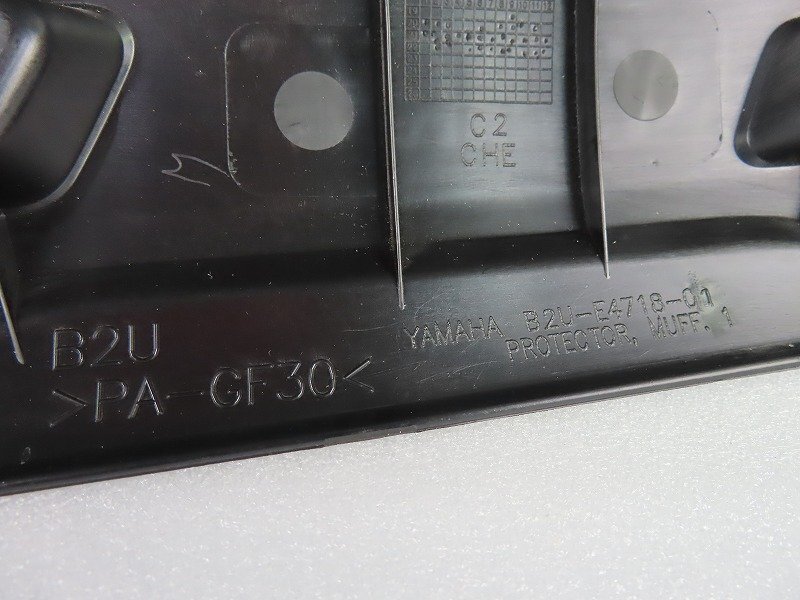 C2
CHE
B2U
>PA-GF30<
YAMAHA B2U-E4718-01
PROTECTOR, MUFF. 1